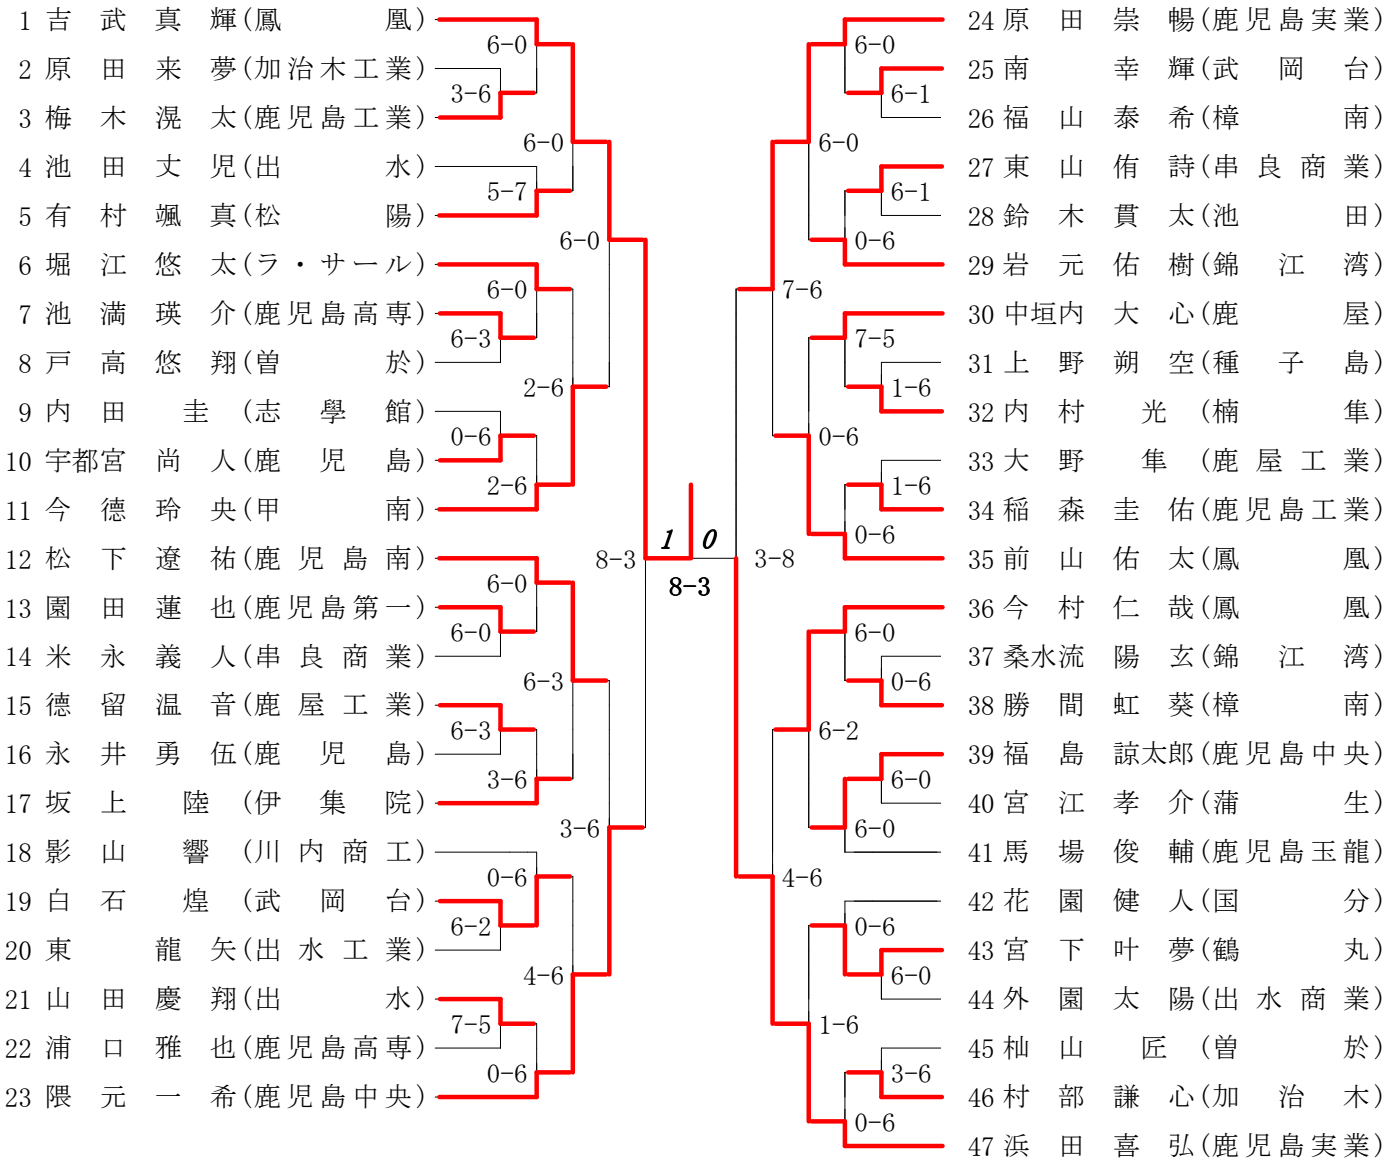 1 吉武真輝(鳳凰)
6-0
2 原田来夢(加治木工業)
3-6
3 梅木滉太(鹿児島工業)
6-0
4 池田丈児(出水)
5-7
5 有村颯真(松陽)
6-0
6 堀江悠太(ラ・サール)
6-0
7 池満瑛介(鹿児島高専)
6-3
8 戸高悠翔(曽於)
2-6
9 内田圭(志學館)
0-6
10 宇都宮尚人(鹿児島)
2-6
11 今德玲央(甲南)
12 松下遼祐(鹿児島南)
8-3
6-0
13 園田蓮也(鹿児島第一)
6-0
14 米永義人(串良商業)
6-3
15 德留温音(鹿屋工業)
6-3
16 永井勇伍(鹿児島)
3-6
17 坂上陸(伊集院)
3-6
18 影山響(川内商工)
0-6
19 白石煌(武岡台)
6-2
20 東龍矢(出水工業)
4-6
21 山田慶翔(出水)
7-5
22 浦口雅也(鹿児島高専)
0-6
23 隈元一希(鹿児島中央)
1 0
8-3
24 原田崇暢(鹿児島実業)
6-0
25 南幸輝(武岡台)
6-1
26 福山泰希(樟南)
6-0
27 東山侑詩(串良商業)
6-1
28 鈴木貫太(池田)
0-6
29 岩元佑樹(錦江湾)
7-6
30 中垣内大心(鹿屋)
7-5
31 上野朔空(種子島)
1-6
32 内村光(楠隼)
0-6
33 大野隼(鹿屋工業)
1-6
34 稲森圭佑(鹿児島工業)
0-6
35 前山佑太(鳳凰)
3-8
36 今村仁哉(鳳凰)
6-0
37 桑水流陽玄(錦江湾)
0-6
38 勝間虹葵(樟南)
6-2
39 福島諒太郎(鹿児島中央)
6-0
40 宮江孝介(蒲生)
6-0
41 馬場俊輔(鹿児島玉龍)
4-6
42 花園健人(国分)
0-6
43 宮下叶夢(鶴丸)
6-0
44 外園太陽(出水商業)
1-6
45 杣山匠(曽於)
3-6
46 村部謙心(加治木)
0-6
47 浜田喜弘(鹿児島実業)